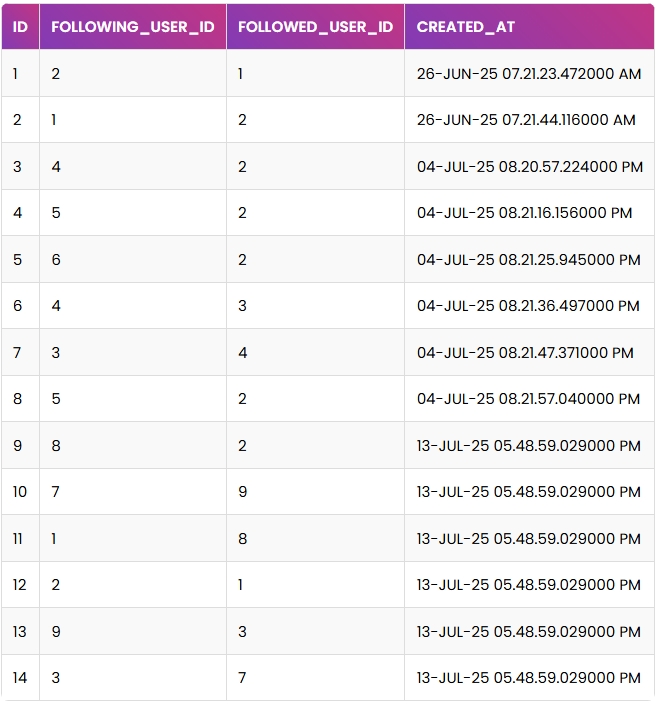 ID FOLLOWING_USER_ID FOLLOWED_USER_ID CREATED_AT
1 2 1 26-JUN-25 07.21.23.472000 AM
2 1 2 26-JUN-25 07.21.44.116000 AM
3 4 2 04-JUL-25 08.20.57.224000 PM
4 5 2 04-JUL-25 08.21.16.156000 PM
5 6 2 04-JUL-25 08.21.25.945000 PM
6 4 3 04-JUL-25 08.21.36.497000 PM
7 3 4 04-JUL-25 08.21.47.371000 PM
8 5 2 04-JUL-25 08.21.57.040000 PM
9 8 2 13-JUL-25 05.48.59.029000 PM
10 7 9 13-JUL-25 05.48.59.029000 PM
11 1 8 13-JUL-25 05.48.59.029000 PM
12 2 1 13-JUL-25 05.48.59.029000 PM
13 9 3 13-JUL-25 05.48.59.029000 PM
14 3 7 13-JUL-25 05.48.59.029000 PM